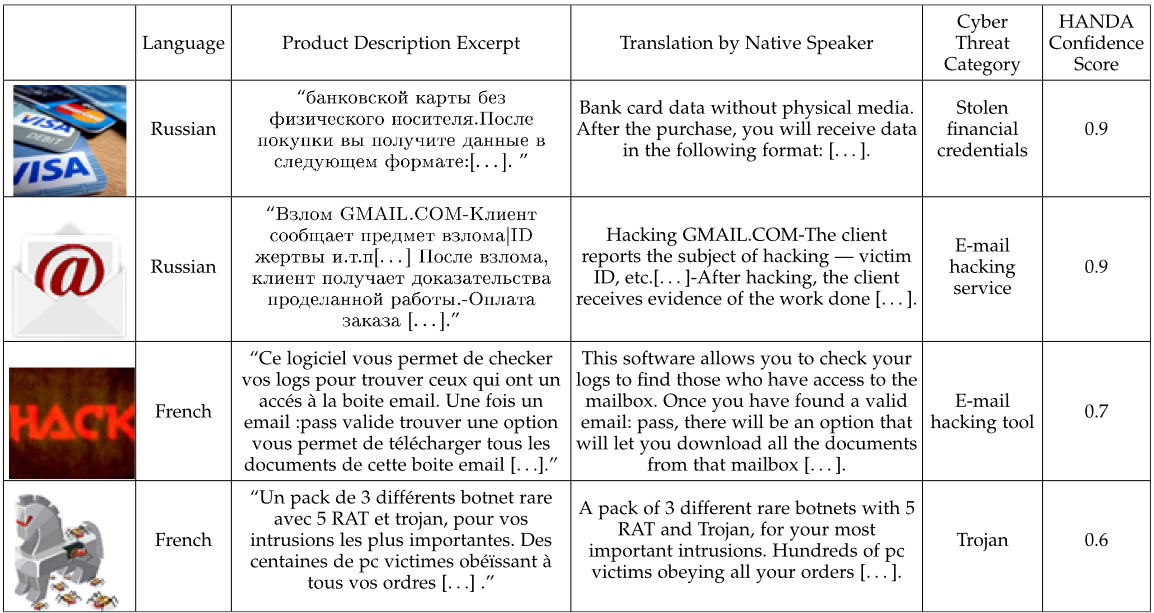 Language
Product Description Excerpt
Translation by Native Speaker
Cyber
Threat
Category
HANDA
Confidence
Score
VISA
DEBIT
VISA
Russian
“банковской карты без
физического носителя.После
покупки вы получите данные в
следующем формате:[. . . ]. ”
Bank card data without physical media.
After the purchase, you will receive data
in the following format: [. . . ].
Stolen
financial
credentials
0.9
@
Russian
“Взлом GMAIL.COM-Клиент
сообщает предмет взлома|ID
жертвы и.т.п[. . . ] После взлома,
клиент получает доказательства
проделанной работы.-Оплата
заказа [. . . ].”
Hacking GMAIL.COM-The client
reports the subject of hacking — victim
ID, etc.[. . . ]-After hacking, the client
receives evidence of the work done [. . . ].
E-mail
hacking
service
0.9
HACK
French
“Ce logiciel vous permet de checker
vos logs pour trouver ceux qui ont un
accés à la boite email. Une fois un
email :pass valide trouver une option
vous permet de télécharger tous les
documents de cette boite email [. . .].”
This software allows you to check your
logs to find those who have access to the
mailbox. Once you have found a valid
email: pass, there will be an option that
will let you download all the documents
from that mailbox [. . . ].
E-mail
hacking tool
0.7
French
“Un pack de 3 différents botnet rare
avec 5 RAT et trojan, pour vos
intrusions les plus importantes. Des
centaines de pc victimes obéïssant à
tous vos ordres [. . .] .”
A pack of 3 different rare botnets with 5
RAT and Trojan, for your most
important intrusions. Hundreds of pc
victims obeying all your orders [. . . ].
Trojan
0.6